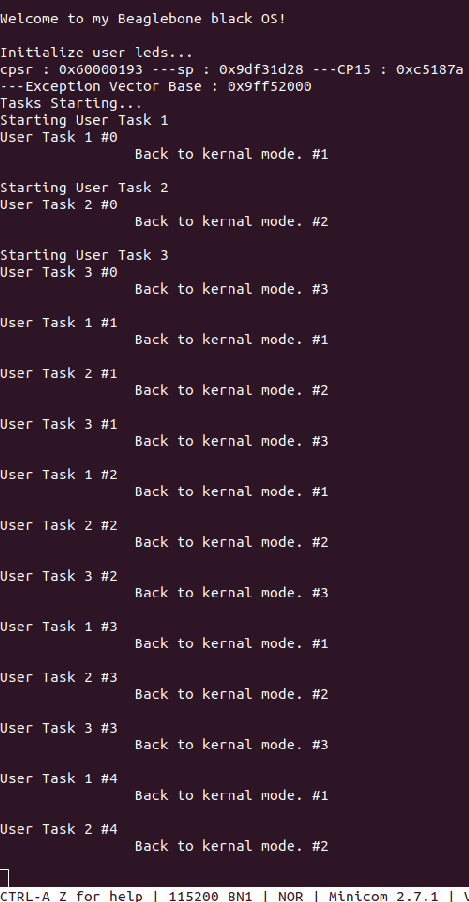 Welcome to my Beaglebone black OS!
Initialize user leds...
cpsr : 0x60000193 ---sp : 0x9df31d28 ---CP15 : 0xc5187a
---Exception Vector Base : 0x9ff52000
Tasks Starting...
Starting User Task 1
User Task 1 #0
Back to kernal mode. #1
Starting User Task 2
User Task 2 #0
Back to kernal mode. #2
Starting User Task 3
User Task 3 #0
Back to kernal mode. #3
User Task 1 #1
Back to kernal mode. #1
User Task 2 #1
Back to kernal mode. #2
User Task 3 #1
Back to kernal mode. #3
User Task 1 #2
Back to kernal mode. #1
User Task 2 #2
Back to kernal mode. #2
User Task 3 #2
Back to kernal mode. #3
User Task 1 #3
Back to kernal mode. #1
User Task 2 #3
Back to kernal mode. #2
User Task 3 #3
Back to kernal mode. #3
User Task 1 #4
Back to kernal mode. #1
User Task 2 #4
Back to kernal mode. #2
CTRL-A Z for help | 115200 8N1 | NOR | Minicom 2.7.1 | V